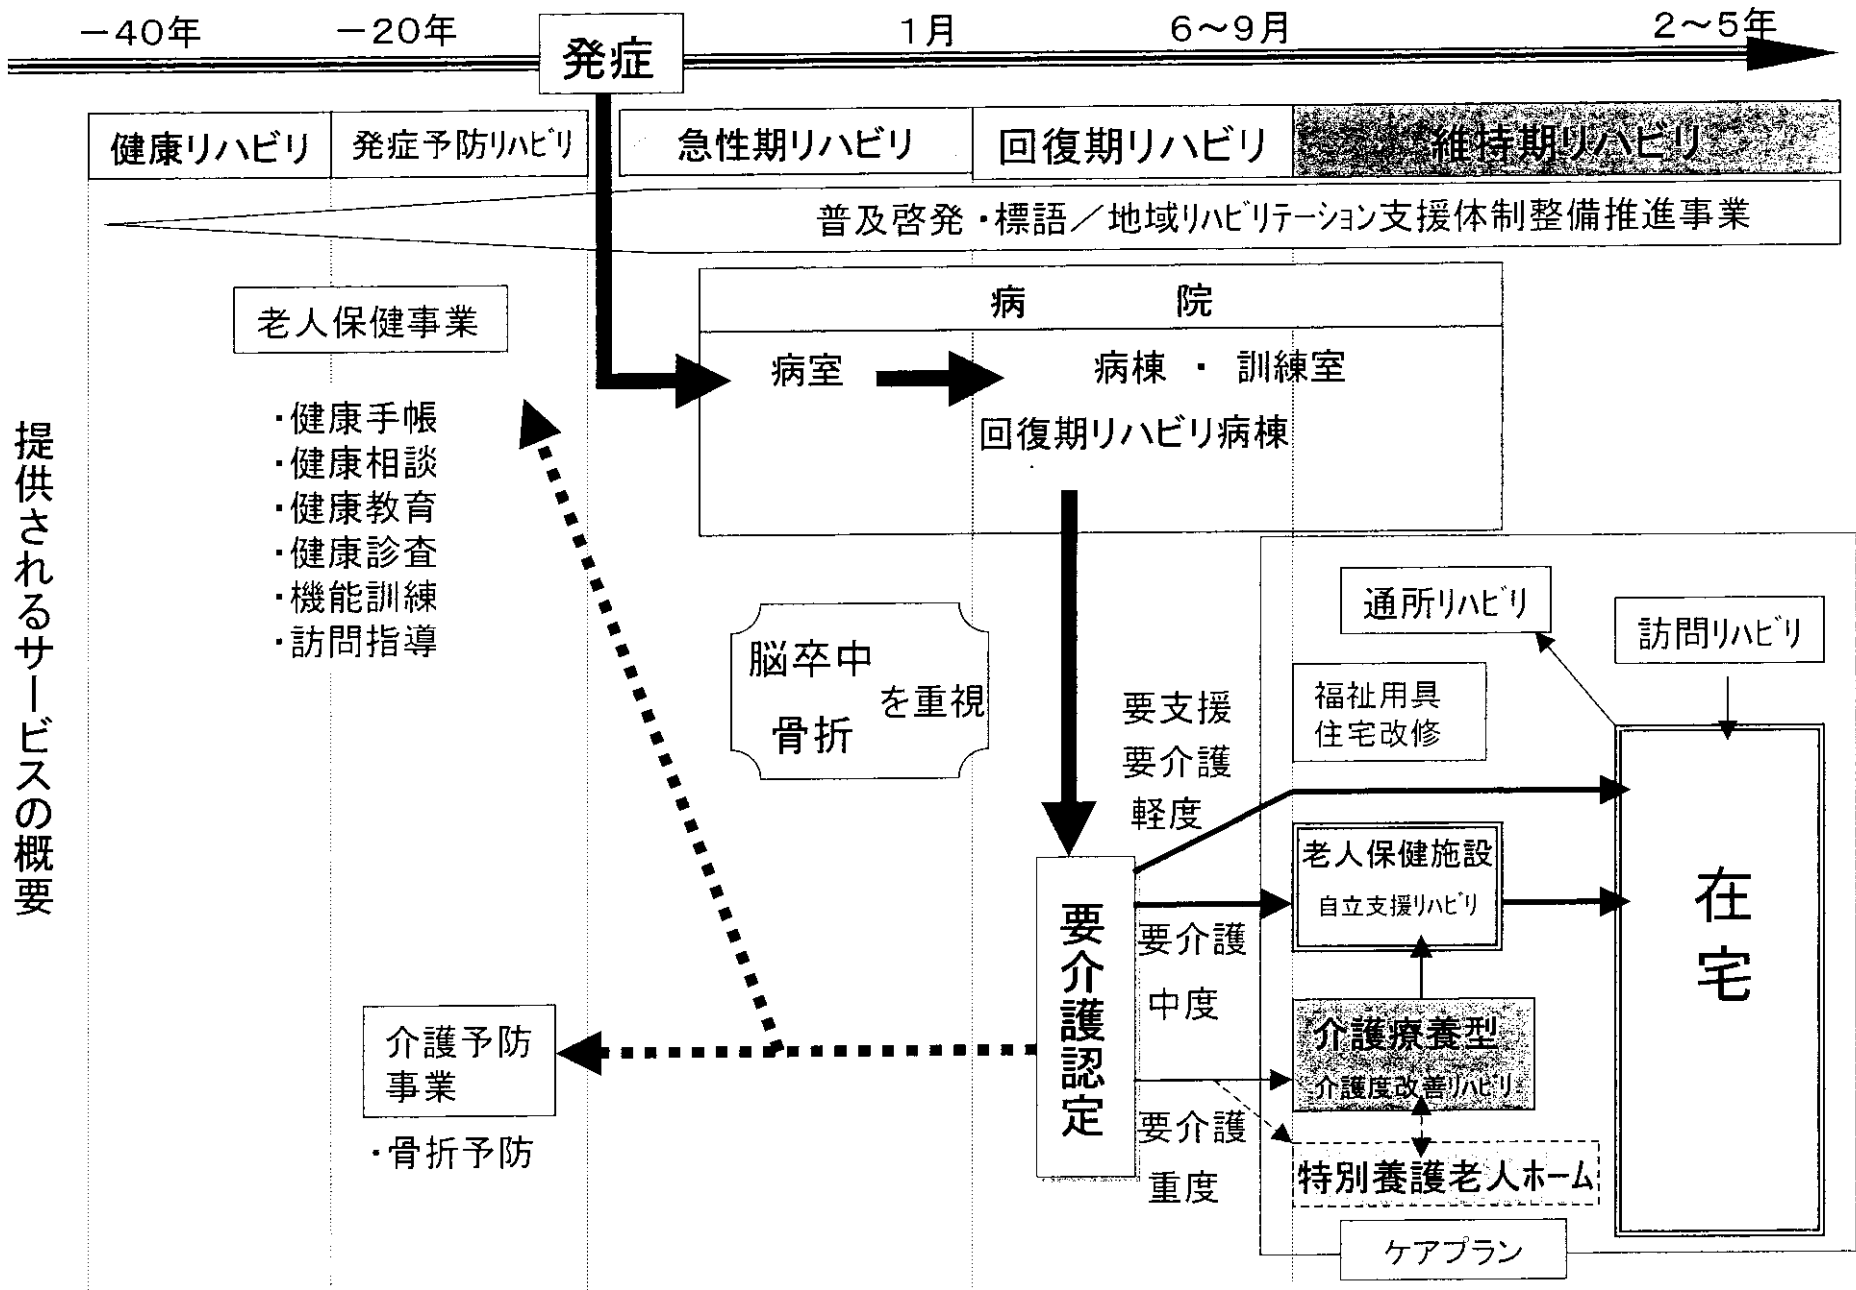 －40年 －20年 発症 1月 6～9月 2～5年
健康リハビリ 発症予防リハビリ 急性期リハビリ 回復期リハビリ 維持期リハビリ
普及啓発・標語／地域リハビリテーション支援体制整備推進事業
提供されるサービスの概要
老人保健事業
・健康手帳
・健康相談
・健康教育
・健康診査
・機能訓練
・訪問指導
病 院
病室 病棟 ・ 訓練室
回復期リハビリ病棟
脳卒中
骨折
を重視
通所リハビリ
訪問リハビリ
福祉用具
住宅改修
要支援
要介護
軽度
要介護認定
老人保健施設
自立支援リハビリ
在宅
要介護
中度
介護療養型
介護度改善リハビリ
介護予防
事業
・骨折予防
要介護
重度
特別養護老人ホーム
ケアプラン